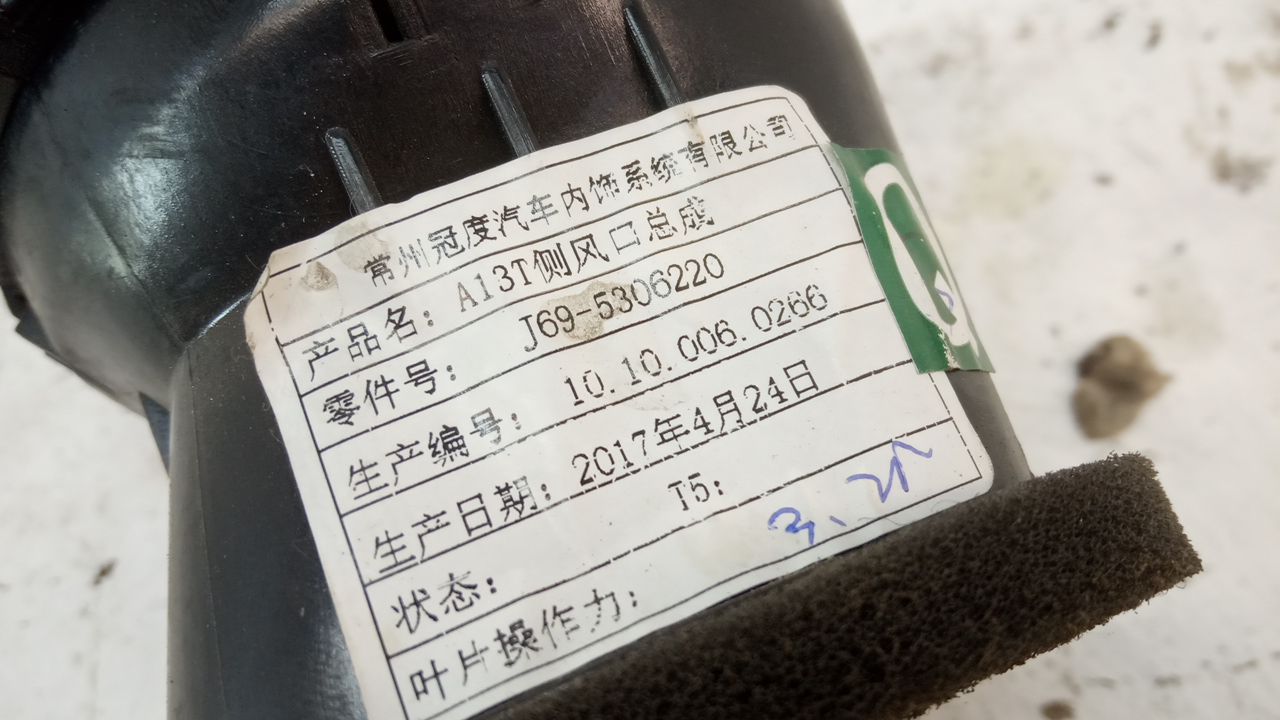 常州冠度汽车内饰系统有限公司
产品名: A13T侧风口总成
零件号: J69-5306220
生产编号: 10.10.006.0266
生产日期: 2017年4月24日
状态: T5:
叶片操作力: